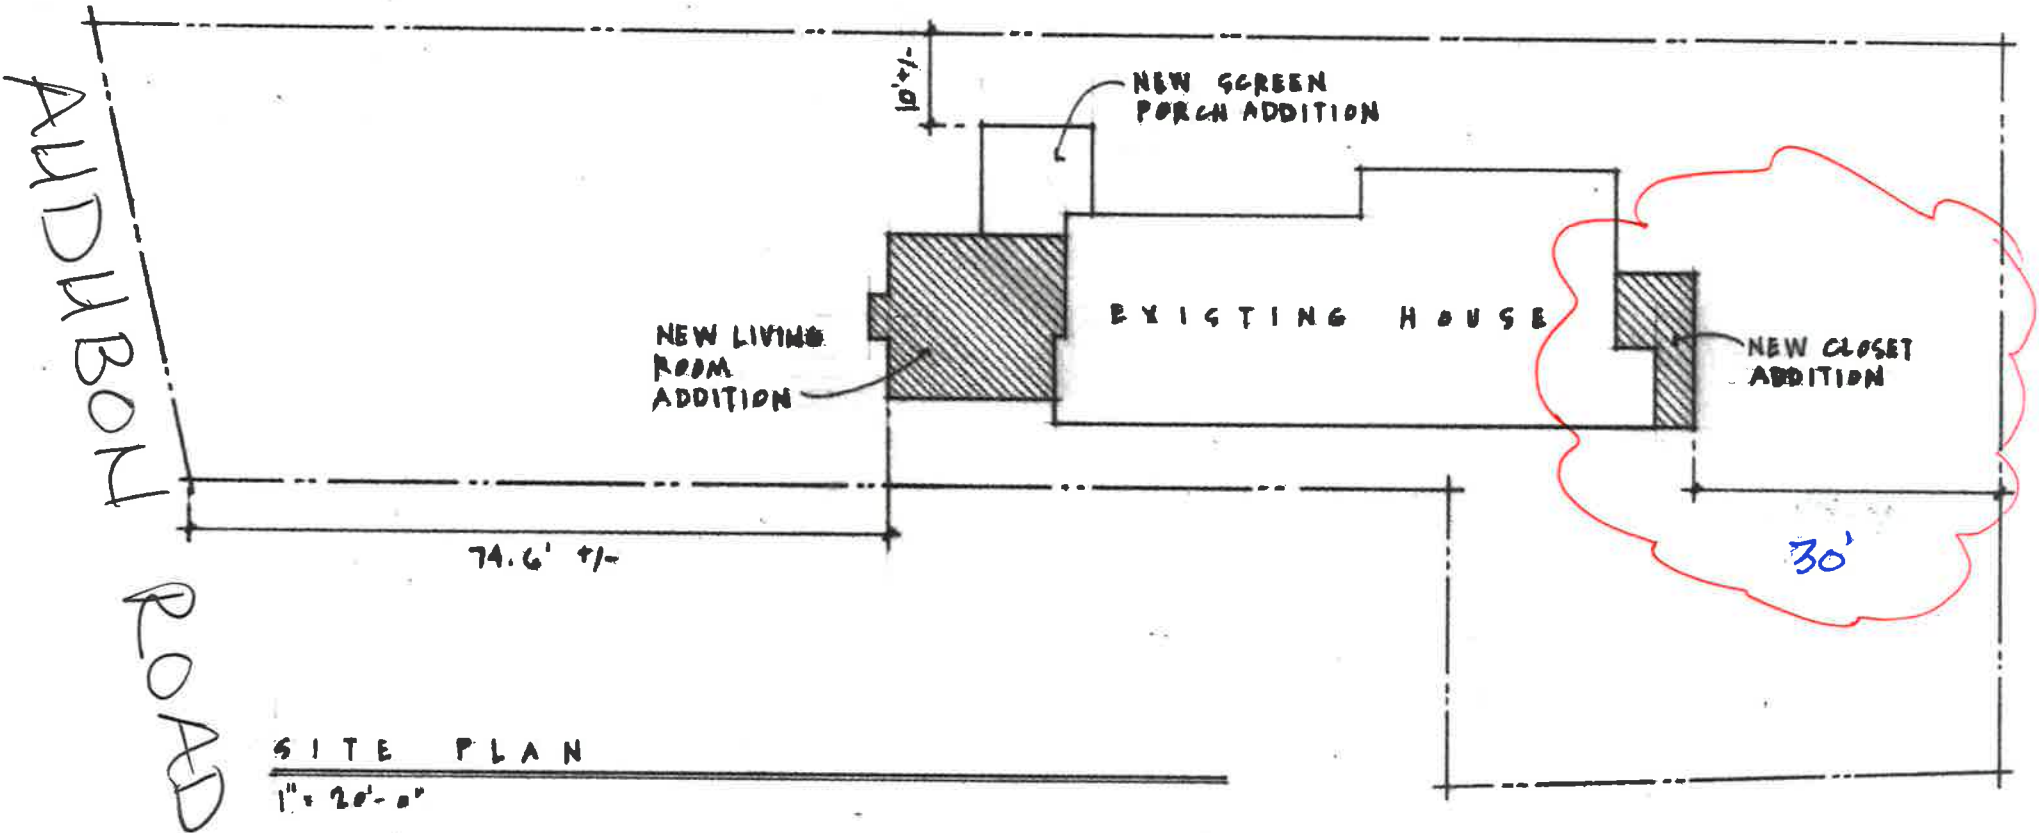 10' +/-
NEW SCREEN
PORCH ADDITION
AUDUBON ROAD
EXISTING HOUSE
NEW LIVING
ROOM
ADDITION
NEW CLOSET
ADDITION
74.6' +/-
30'
SITE PLAN
1" = 20'-0"